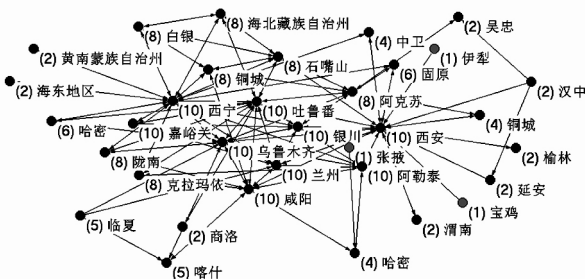 (8) 海北藏族自治州
(2) 吴忠
(8) 白银
(4) 中卫
(2) 黄南蒙族自治州
(8) 石嘴山
(1) 伊犁
(8) 铜城
(6) 固原
(2) 海东地区
(8) 阿克苏
(2) 汉中
(10) 西宁
(10) 吐鲁番
(6) 哈密
(10) 嘉峪关
(10) 银川
(10) 西安
(4) 铜城
(8) 陇南
(10) 乌鲁木齐
(1) 张掖
(2) 榆林
(8) 克拉玛依
(10) 兰州
(10) 阿勒泰
(2) 延安
(10) 咸阳
(1) 宝鸡
(5) 临夏
(2) 商洛
(2) 渭南
(5) 喀什
(4) 哈密